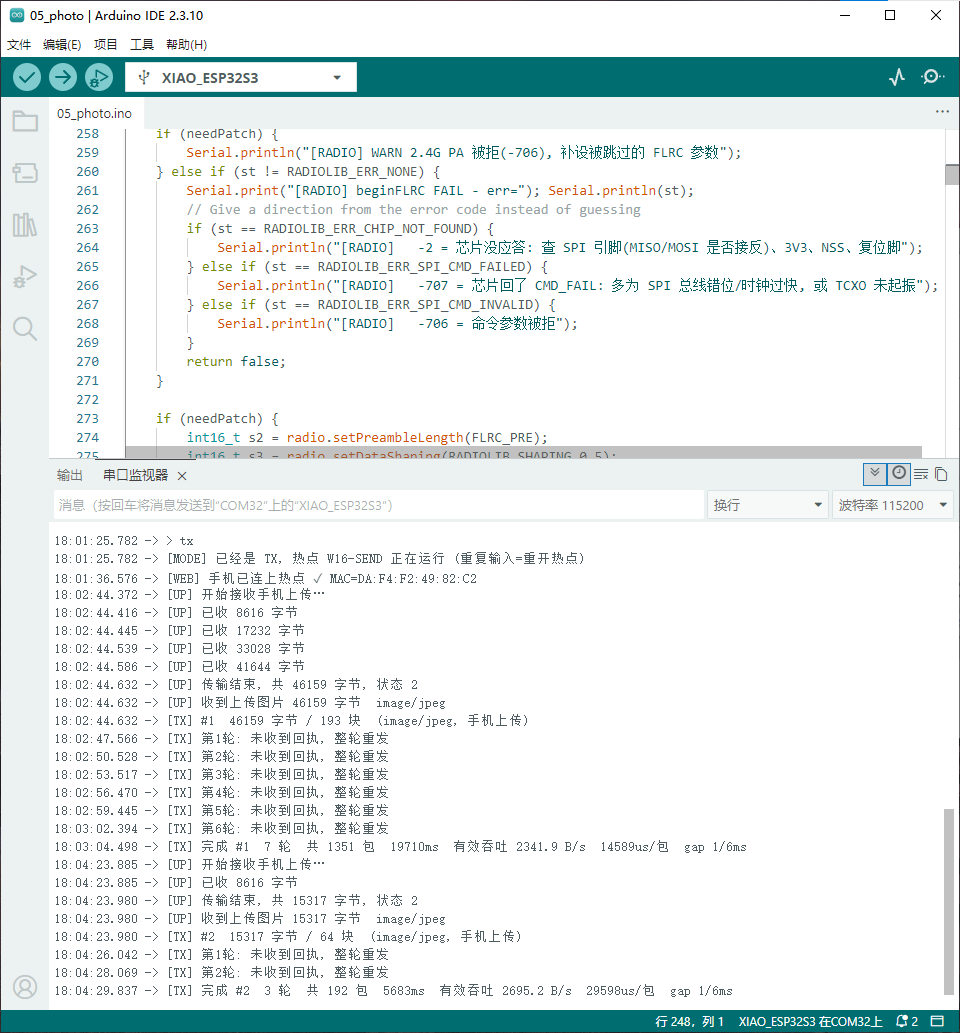 05_photo | Arduino IDE 2.3.10
文件 编辑(E) 项目 工具 帮助(H)
XIAO_ESP32S3
05_photo.ino
258 if (needPatch) {
259 Serial.println("[RADIO] WARN 2.4G PA 被拒(-706), 补设被跳过的 FLRC 参数");
260 } else if (st != RADIOLIB_ERR_NONE) {
261 Serial.print("[RADIO] beginFLRC FAIL - err="); Serial.println(st);
262 // Give a direction from the error code instead of guessing
263 if (st == RADIOLIB_ERR_CHIP_NOT_FOUND) {
264 Serial.println("[RADIO]   -2 = 芯片没应答: 查 SPI 引脚(MISO/MOSI 是否接反)、3V3、NSS、复位脚");
265 } else if (st == RADIOLIB_ERR_SPI_CMD_FAILED) {
266 Serial.println("[RADIO]   -707 = 芯片回了 CMD_FAIL: 多为 SPI 总线错位/时钟过快, 或 TCXO 未起振");
267 } else if (st == RADIOLIB_ERR_SPI_CMD_INVALID) {
268 Serial.println("[RADIO]   -706 = 命令参数被拒");
269 }
270 return false;
271 }
272
273 if (needPatch) {
274 int16_t s2 = radio.setPreambleLength(FLRC_PRE);
275 int16_t s3 = radio.setDataShaping(RADIOLIB_SHAPING_0_5);
输出 串口监视器
消息（按回车将消息发送到“COM32”上的“XIAO_ESP32S3”） 换行 波特率 115200
18:01:25.782 -> > tx
18:01:25.782 -> [MODE] 已经是 TX, 热点 W16-SEND 正在运行 (重复输入=重开热点)
18:01:36.576 -> [WEB] 手机已连上热点 ✓ MAC=DA:F4:F2:49:82:C2
18:02:44.372 -> [UP] 开始接收手机上传…
18:02:44.416 -> [UP] 已收 8616 字节
18:02:44.445 -> [UP] 已收 17232 字节
18:02:44.539 -> [UP] 已收 33028 字节
18:02:44.586 -> [UP] 已收 41644 字节
18:02:44.632 -> [UP] 传输结束, 共 46159 字节, 状态 2
18:02:44.632 -> [UP] 收到上传图片 46159 字节  image/jpeg
18:02:44.632 -> [TX] #1  46159 字节 / 193 块  (image/jpeg, 手机上传)
18:02:47.566 -> [TX] 第1轮: 未收到回执, 整轮重发
18:02:50.528 -> [TX] 第2轮: 未收到回执, 整轮重发
18:02:53.517 -> [TX] 第3轮: 未收到回执, 整轮重发
18:02:56.470 -> [TX] 第4轮: 未收到回执, 整轮重发
18:02:59.445 -> [TX] 第5轮: 未收到回执, 整轮重发
18:03:02.394 -> [TX] 第6轮: 未收到回执, 整轮重发
18:03:04.498 -> [TX] 完成 #1  7 轮  共 1351 包  19710ms  有效吞吐 2341.9 B/s  14589us/包  gap 1/6ms
18:04:23.885 -> [UP] 开始接收手机上传…
18:04:23.885 -> [UP] 已收 8616 字节
18:04:23.980 -> [UP] 传输结束, 共 15317 字节, 状态 2
18:04:23.980 -> [UP] 收到上传图片 15317 字节  image/jpeg
18:04:23.980 -> [TX] #2  15317 字节 / 64 块  (image/jpeg, 手机上传)
18:04:26.042 -> [TX] 第1轮: 未收到回执, 整轮重发
18:04:28.069 -> [TX] 第2轮: 未收到回执, 整轮重发
18:04:29.837 -> [TX] 完成 #2  3 轮  共 192 包  5683ms  有效吞吐 2695.2 B/s  29598us/包  gap 1/6ms
行 248，列 1 XIAO_ESP32S3 在COM32上 2